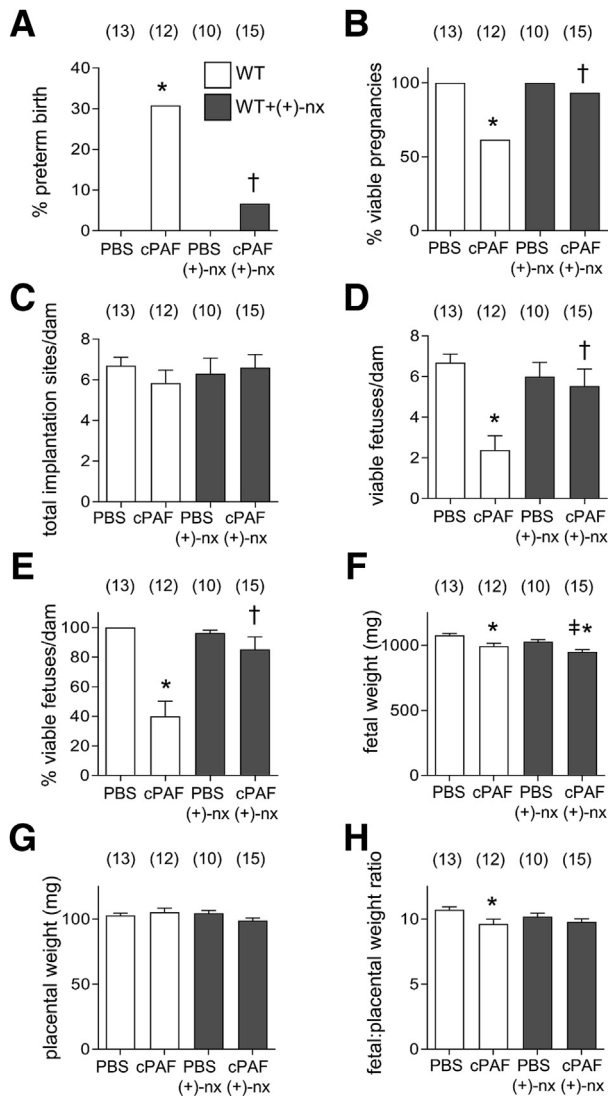 A
(13) (12) (10) (15)
% preterm birth
40
30
20
10
0
*
†
WT
WT+(+)-nx
PBS cPAF PBS cPAF
(+)-nx (+)-nx
B
(13) (12) (10) (15)
% viable pregnancies
100
50
0
*
†
PBS cPAF PBS cPAF
(+)-nx (+)-nx
C
(13) (12) (10) (15)
total implantation sites/dam
8
6
4
2
0
PBS cPAF PBS cPAF
(+)-nx (+)-nx
D
(13) (12) (10) (15)
viable fetuses/dam
8
6
4
2
0
*
†
PBS cPAF PBS cPAF
(+)-nx (+)-nx
E
(13) (12) (10) (15)
% viable fetuses/dam
100
80
60
40
20
0
*
†
PBS cPAF PBS cPAF
(+)-nx (+)-nx
F
(13) (12) (10) (15)
fetal weight (mg)
1000
500
0
*
‡*
PBS cPAF PBS cPAF
(+)-nx (+)-nx
G
(13) (12) (10) (15)
placental weight (mg)
100
50
0
PBS cPAF PBS cPAF
(+)-nx (+)-nx
H
(13) (12) (10) (15)
fetal:placental weight ratio
10
5
0
*
PBS cPAF PBS cPAF
(+)-nx (+)-nx